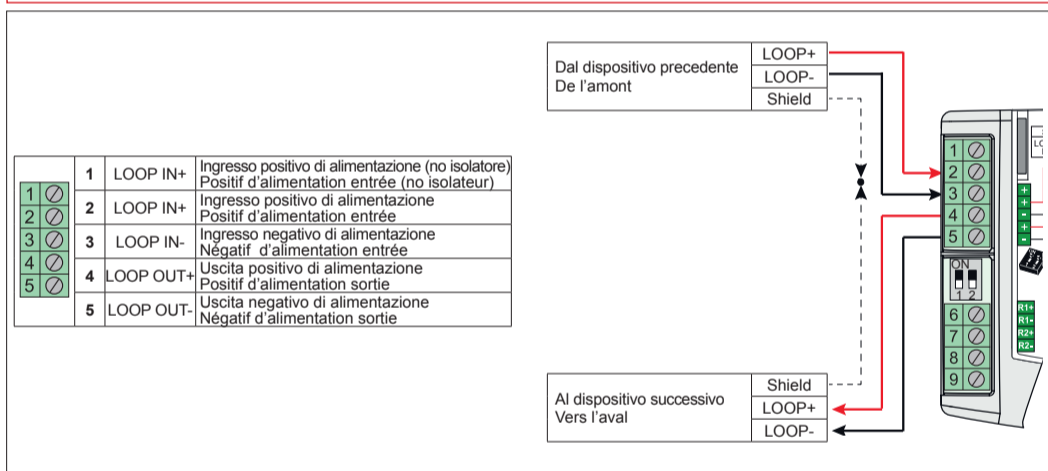 1
2
3
4
5
1 LOOP IN+ Ingresso positivo di alimentazione (no isolatore)
Positif d'alimentation entrée (no isolateur)
2 LOOP IN+ Ingresso positivo di alimentazione
Positif d'alimentation entrée
3 LOOP IN- Ingresso negativo di alimentazione
Négatif d'alimentation entrée
4 LOOP OUT+ Uscita positivo di alimentazione
Positif d'alimentation sortie
5 LOOP OUT- Uscita negativo di alimentazione
Négatif d'alimentation sortie
Dal dispositivo precedente
De l'amont
LOOP+
LOOP-
Shield
Al dispositivo successivo
Vers l'aval
Shield
LOOP+
LOOP-
1
2
3
4
5
ON
1 2
6
7
8
9
+
+
-
+
-
R1+
R1-
R2+
R2-